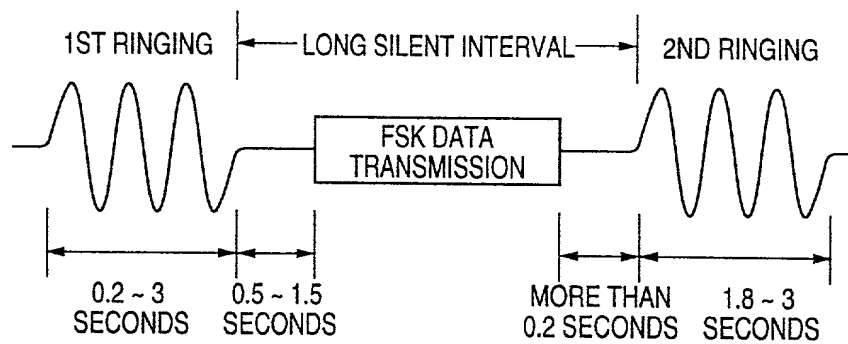 1ST RINGING
LONG SILENT INTERVAL
2ND RINGING
FSK DATA
TRANSMISSION
0.2 ~ 3
SECONDS
0.5 ~ 1.5
SECONDS
MORE THAN
0.2 SECONDS
1.8 ~ 3
SECONDS